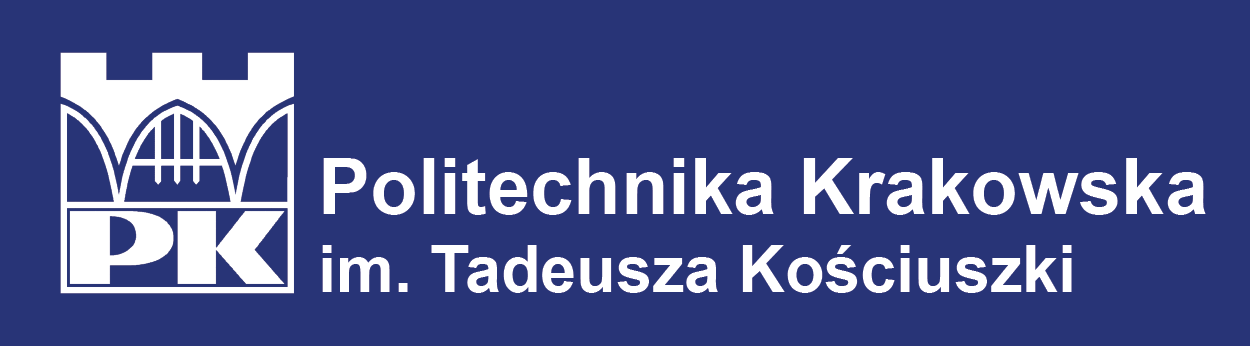 PK
Politechnika Krakowska
im. Tadeusza Kościuszki